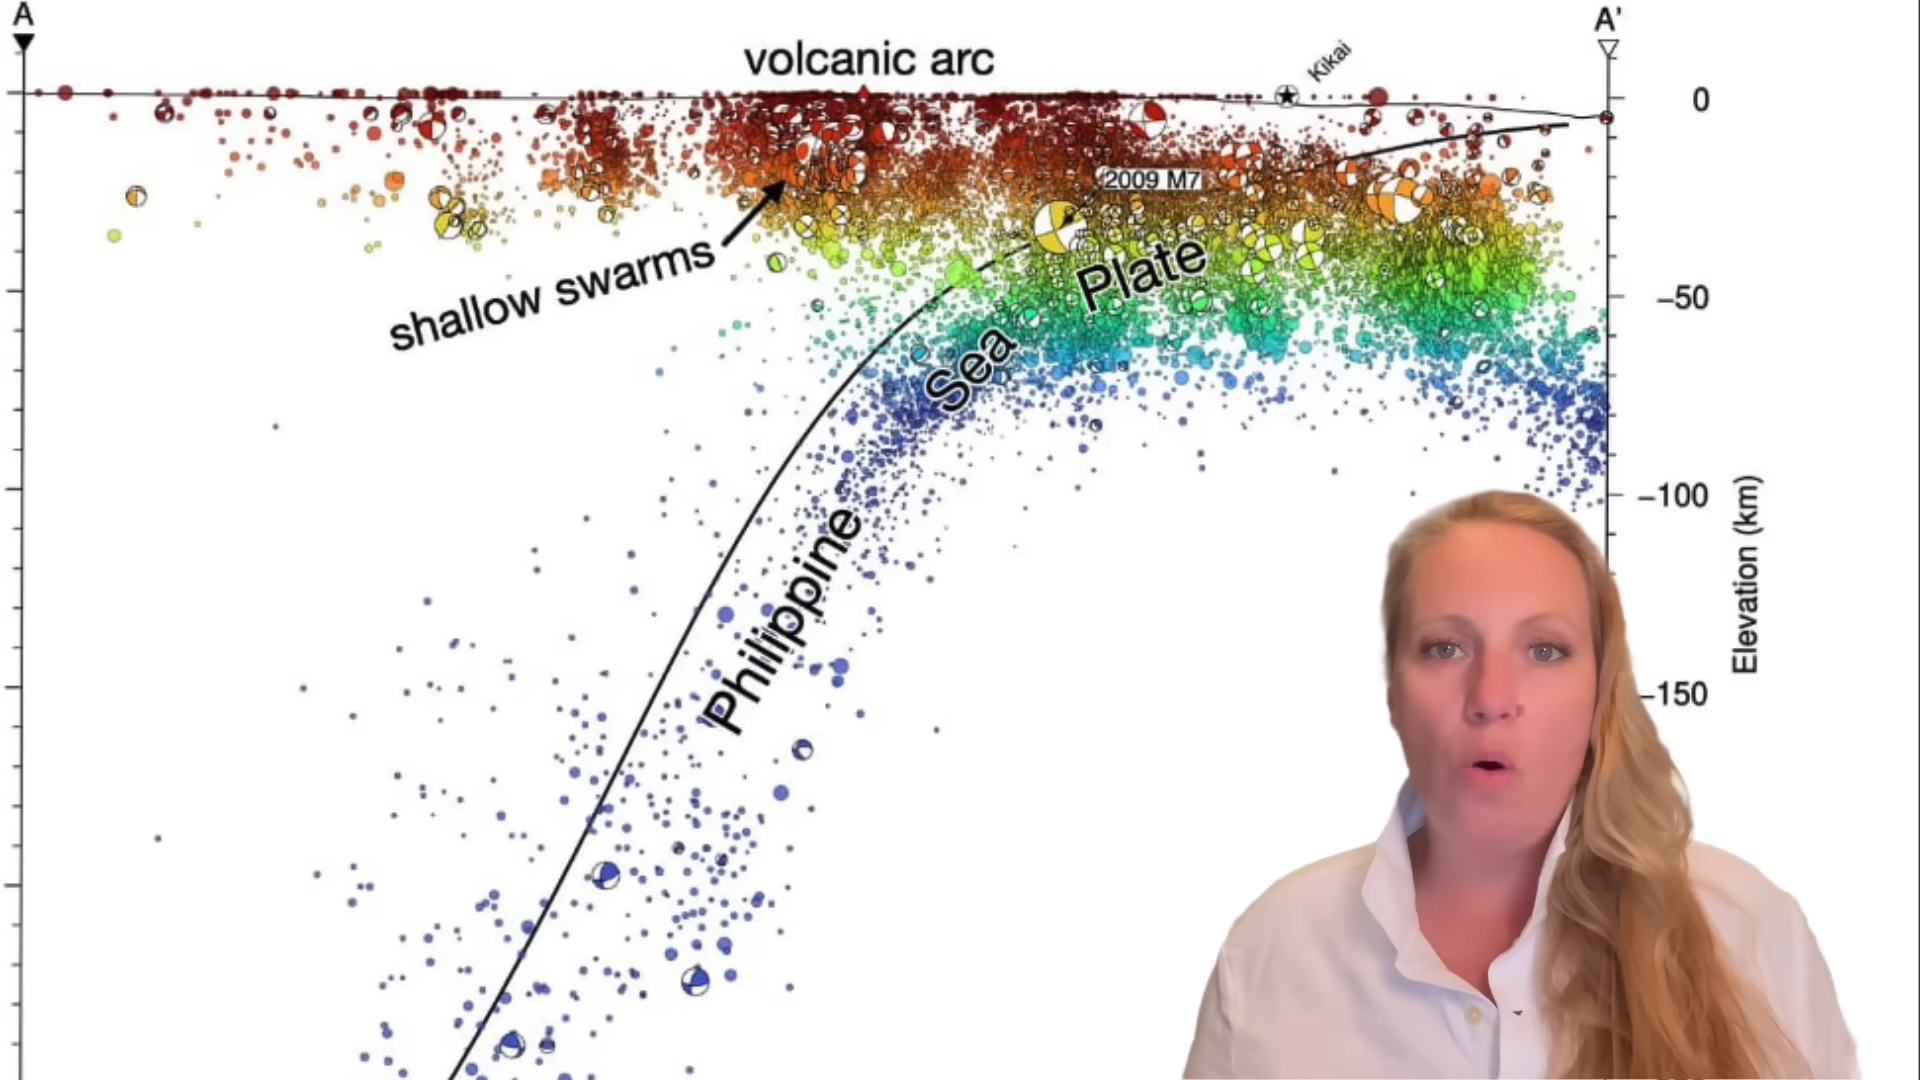 A
A'
volcanic arc
Kikai
0
2009 M7
shallow swarms
Plate
−50
Sea
−100
Philippine
Elevation (km)
−150